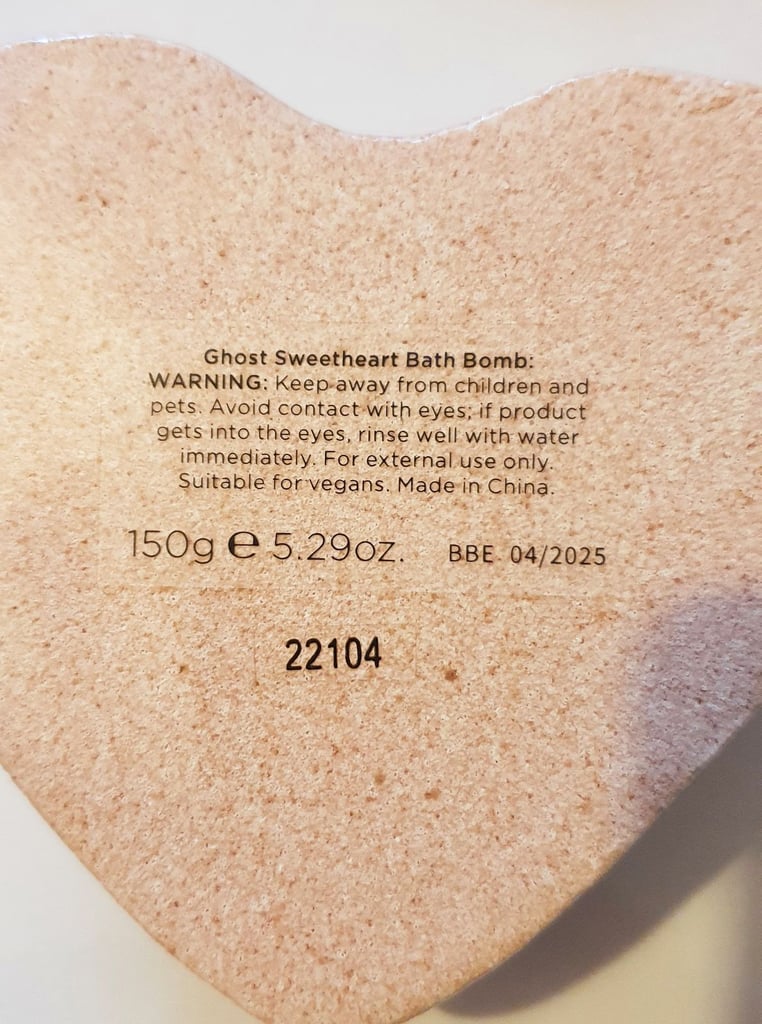 Ghost Sweetheart Bath Bomb:
WARNING: Keep away from children and
pets. Avoid contact with eyes; if product
gets into the eyes, rinse well with water
immediately. For external use only.
Suitable for vegans. Made in China.
150g ℮ 5.29oz. BBE 04/2025
22104